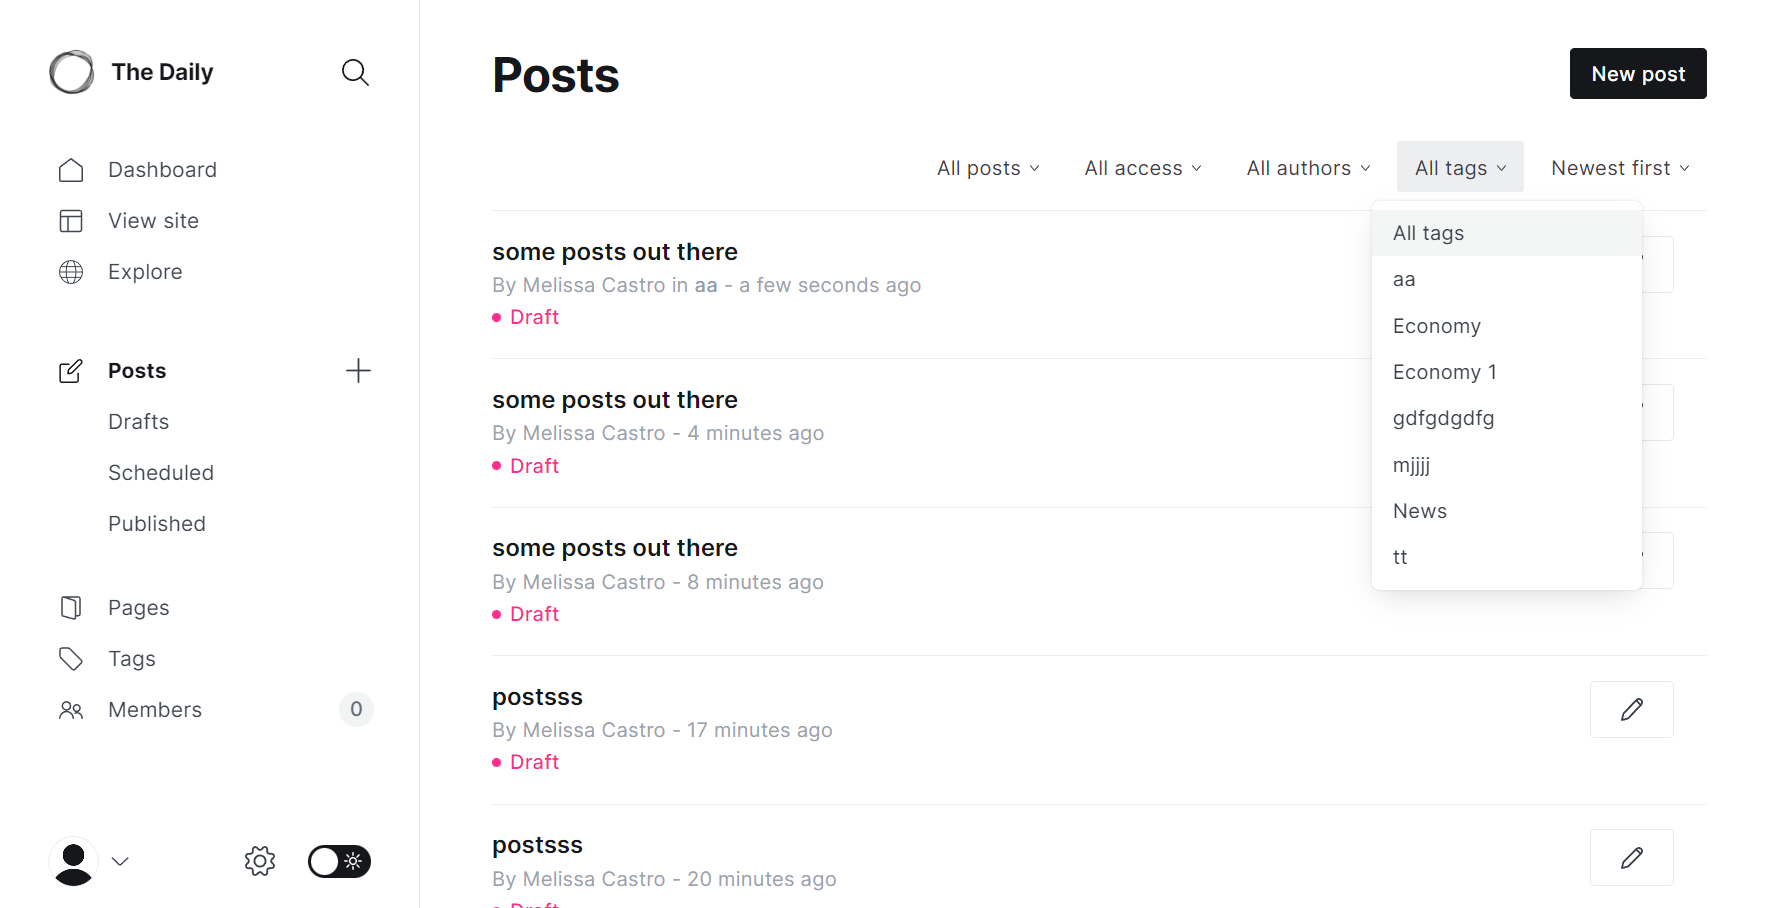 The Daily
Dashboard
View site
Explore
Posts
Drafts
Scheduled
Published
Pages
Tags
Members 0
Posts
New post
All posts All access All authors All tags Newest first
All tags
aa
Economy
Economy 1
gdfgdgdfg
mjjjj
News
tt
some posts out there
By Melissa Castro in aa - a few seconds ago
Draft
some posts out there
By Melissa Castro - 4 minutes ago
Draft
some posts out there
By Melissa Castro - 8 minutes ago
Draft
postsss
By Melissa Castro - 17 minutes ago
Draft
postsss
By Melissa Castro - 20 minutes ago
Draft